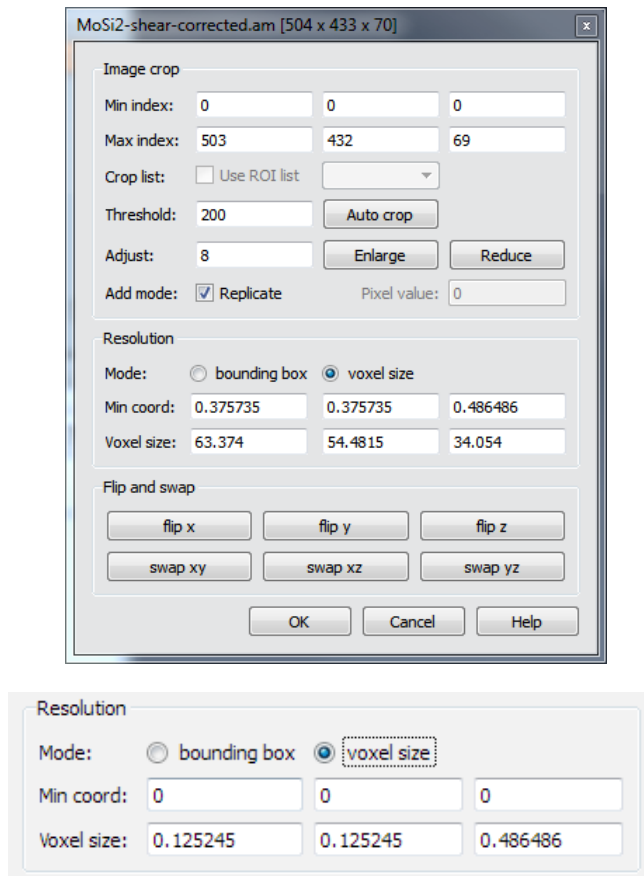 MoSi2-shear-corrected.am [504 x 433 x 70] x
Image crop
Min index: 0 0 0
Max index: 503 432 69
Crop list: Use ROI list
Threshold: 200 Auto crop
Adjust: 8 Enlarge Reduce
Add mode: Replicate Pixel value: 0
Resolution
Mode: bounding box voxel size
Min coord: 0.375735 0.375735 0.486486
Voxel size: 63.374 54.4815 34.054
Flip and swap
flip x flip y flip z
swap xy swap xz swap yz
OK Cancel Help
Resolution
Mode: bounding box voxel size
Min coord: 0 0 0
Voxel size: 0.125245 0.125245 0.486486